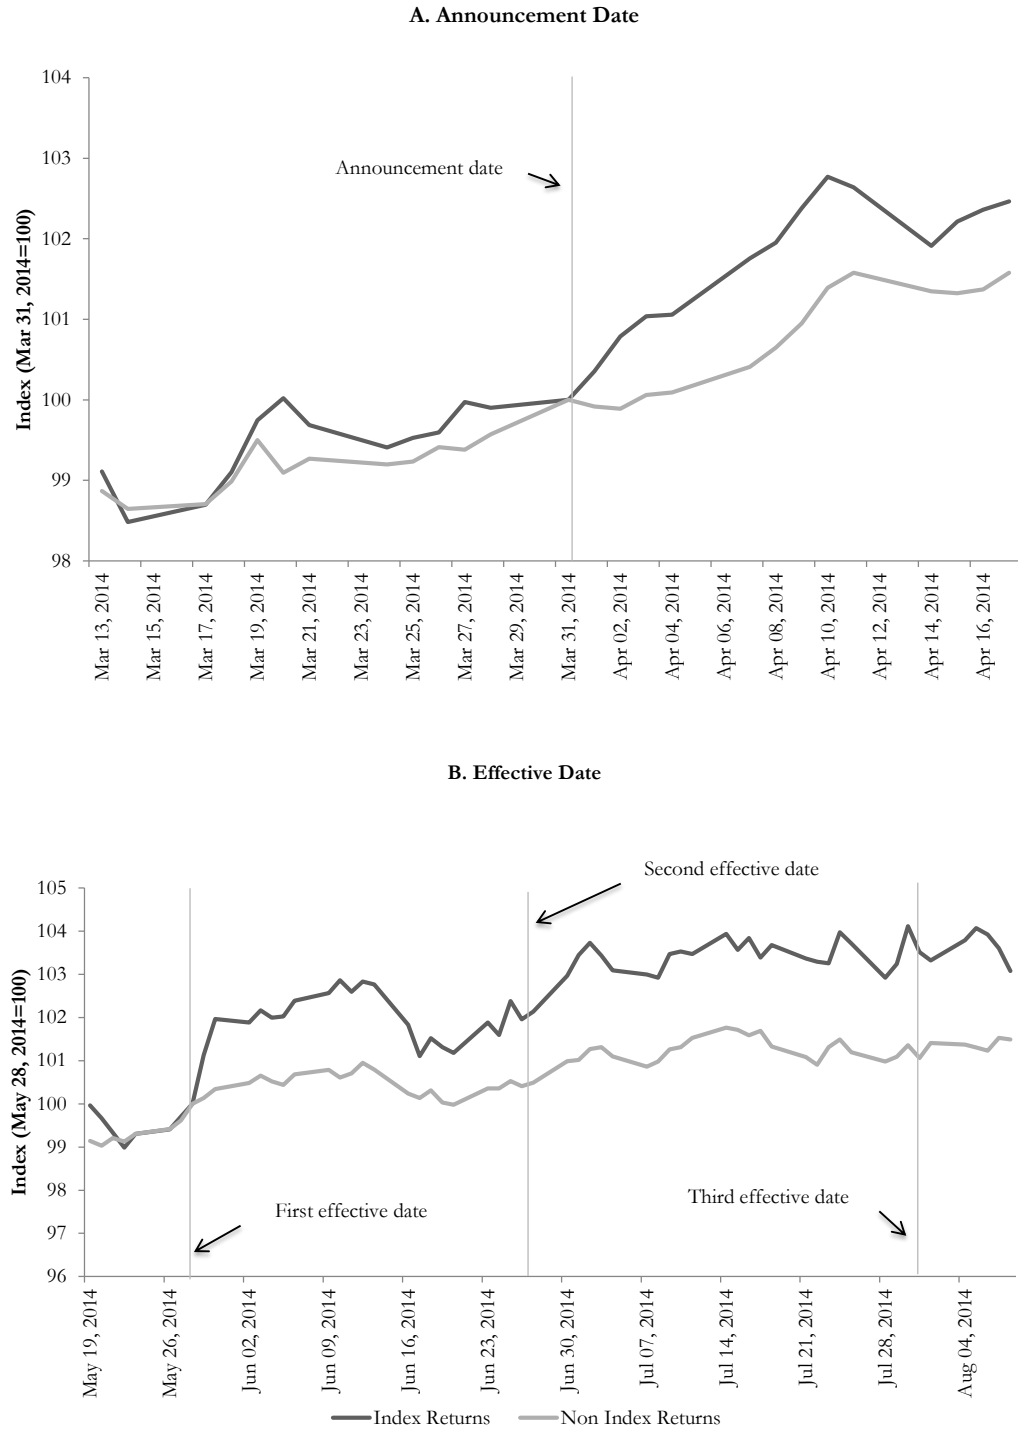 A. Announcement Date
104
103
102
101
100
99
98
Index (Mar 31, 2014=100)
Announcement date
Mar 13, 2014
Mar 15, 2014
Mar 17, 2014
Mar 19, 2014
Mar 21, 2014
Mar 23, 2014
Mar 25, 2014
Mar 27, 2014
Mar 29, 2014
Mar 31, 2014
Apr 02, 2014
Apr 04, 2014
Apr 06, 2014
Apr 08, 2014
Apr 10, 2014
Apr 12, 2014
Apr 14, 2014
Apr 16, 2014
B. Effective Date
105
104
103
102
101
100
99
98
97
96
Index (May 28, 2014=100)
Second effective date
First effective date
Third effective date
May 19, 2014
May 26, 2014
Jun 02, 2014
Jun 09, 2014
Jun 16, 2014
Jun 23, 2014
Jun 30, 2014
Jul 07, 2014
Jul 14, 2014
Jul 21, 2014
Jul 28, 2014
Aug 04, 2014
Index Returns
Non Index Returns